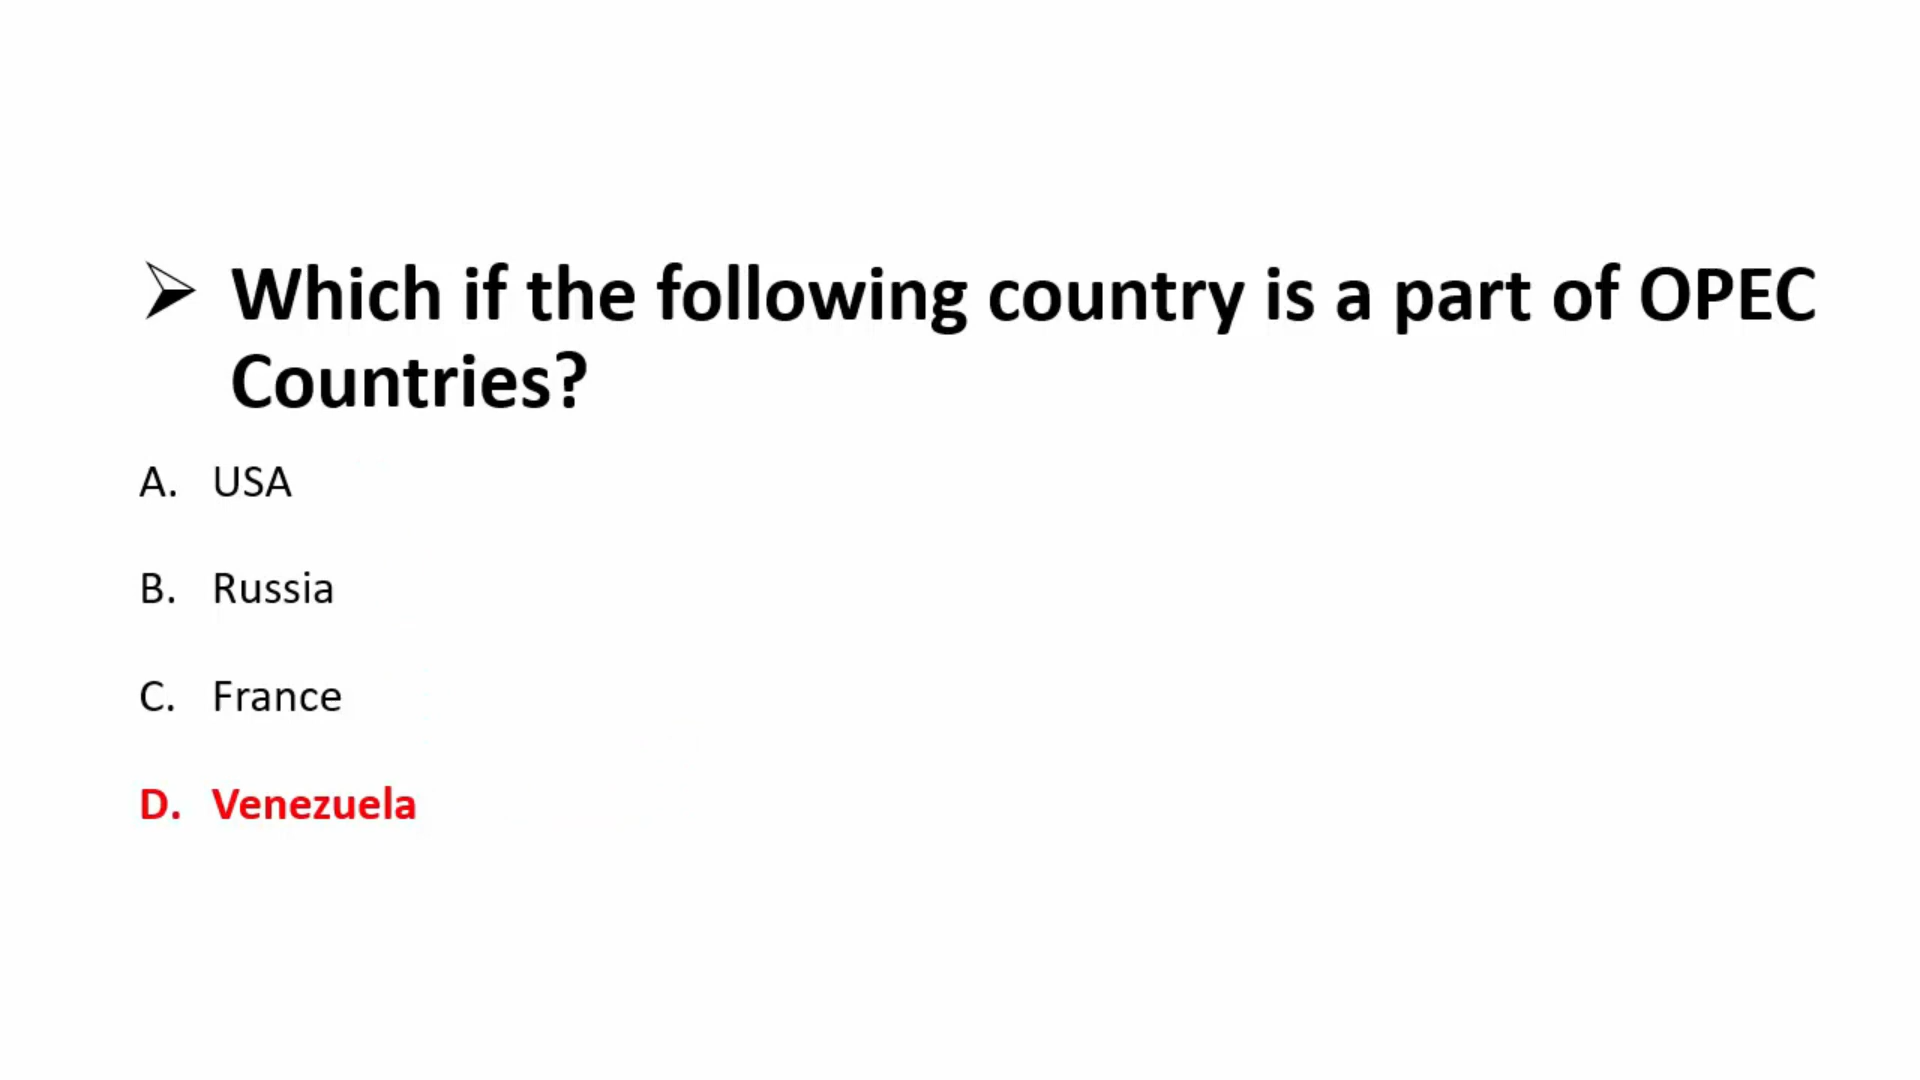 ➢ Which if the following country is a part of OPEC
Countries?
A. USA
B. Russia
C. France
D. Venezuela